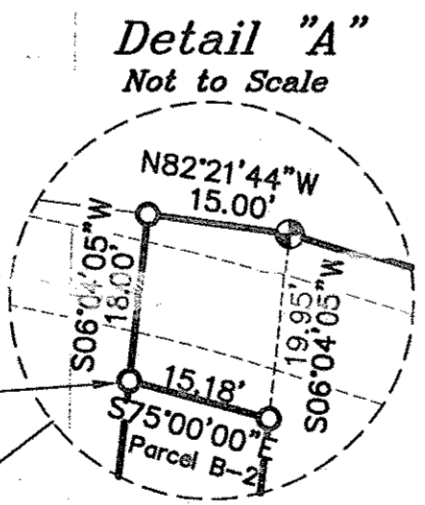 Detail "A"
Not to Scale
N82°21'44"W
15.00'
S06°04'05"W
18.00'
19.95'
S06°04'05"W
15.18'
S75°00'00"E
Parcel B-2